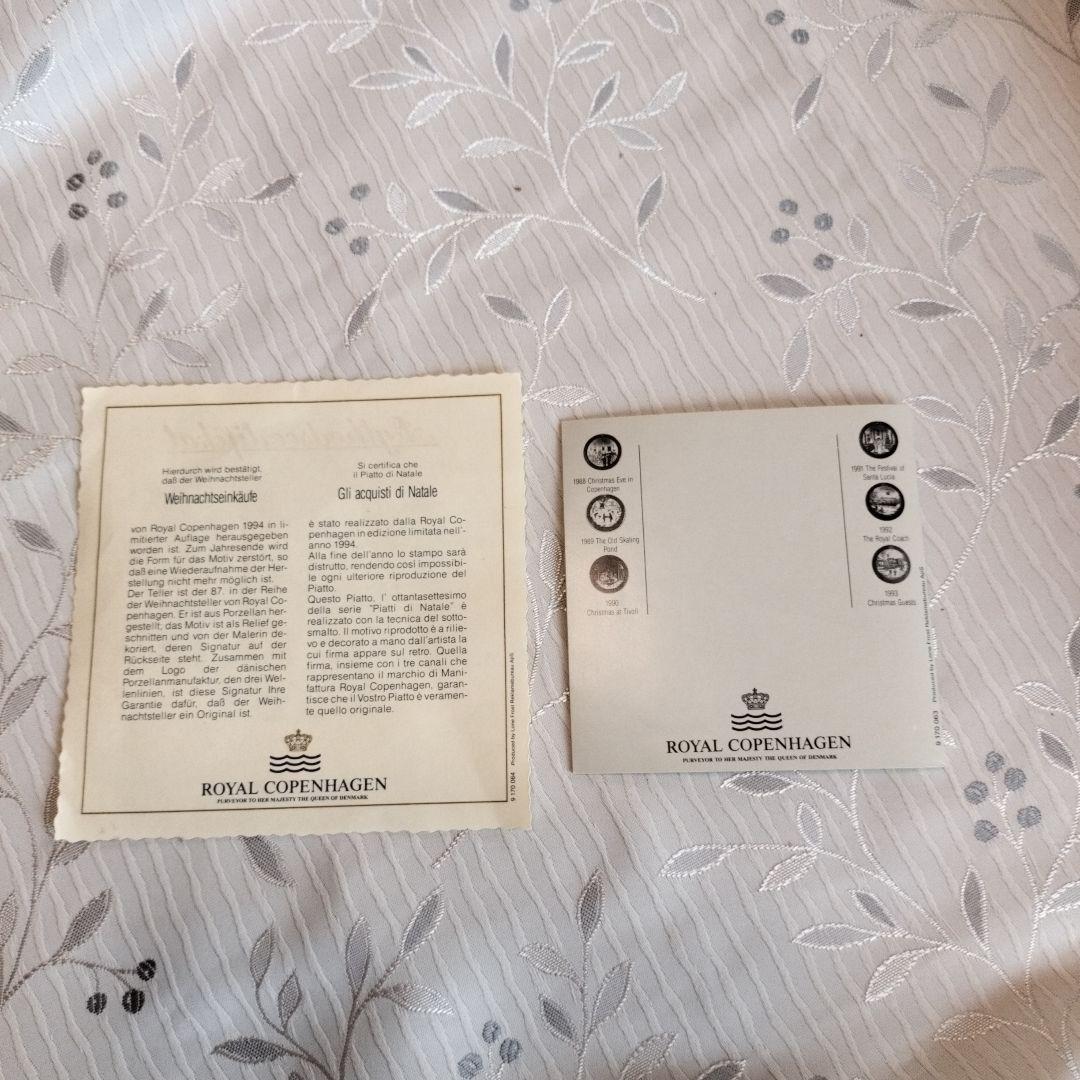 Hierdurch wird bestätigt,
daß der Weihnachtsteller
Weihnachtseinkäufe
von Royal Copenhagen 1994 in li-
mitierter Auflage herausgegeben
worden ist. Zum Jahresende wird
die Form für das Motiv zerstört, so
daß eine Wiederaufnahme der Her-
stellung nicht mehr möglich ist.
Der Teller ist der 87. in der Reihe
der Weihnachtsteller von Royal Co-
penhagen. Er ist aus Porzellan her-
gestellt, das Motiv ist als Relief ge-
schnitten und von der Malerin de-
koriert, deren Signatur auf der
Rückseite steht. Zusammen mit
dem Logo der dänischen
Porzellanmanufaktur, den drei Wel-
lenlinien, ist diese Signatur Ihre
Garantie dafür, daß der Weih-
nachtsteller ein Original ist.
Si certifica che
il Piatto di Natale
Gli acquisti di Natale
è stato realizzato dalla Royal Co-
penhagen in edizione limitata nell'-
anno 1994.
Alla fine dell'anno lo stampo sarà
distrutto, rendendo così impossibi-
le ogni ulteriore riproduzione del
Piatto.
Questo Piatto, l' ottantasettesimo
della serie "Piatti di Natale" è
realizzato con la tecnica del sotto-
smalto. Il motivo riprodotto è a rilie-
vo e decorato a mano dall'artista la
cui firma appare sul retro. Quella
firma, insieme con i tre canali che
rappresentano il marchio di Mani-
fattura Royal Copenhagen, garan-
tisce che il Vostro Piatto è veramen-
te quello originale.
ROYAL COPENHAGEN
PURVEYOR TO HER MAJESTY THE QUEEN OF DENMARK
9 170 064 Produced by Lone Frost Reklamebureau ApS
1988 Christmas Eve in
Copenhagen
1989 The Old Skating
Pond
1990
Christmas at Tivoli
1991 The Festival of
Santa Lucia
1992
The Royal Coach
1993
Christmas Guests
ROYAL COPENHAGEN
PURVEYOR TO HER MAJESTY THE QUEEN OF DENMARK
9 170 063 Produced by Lone Frost Reklamebureau ApS